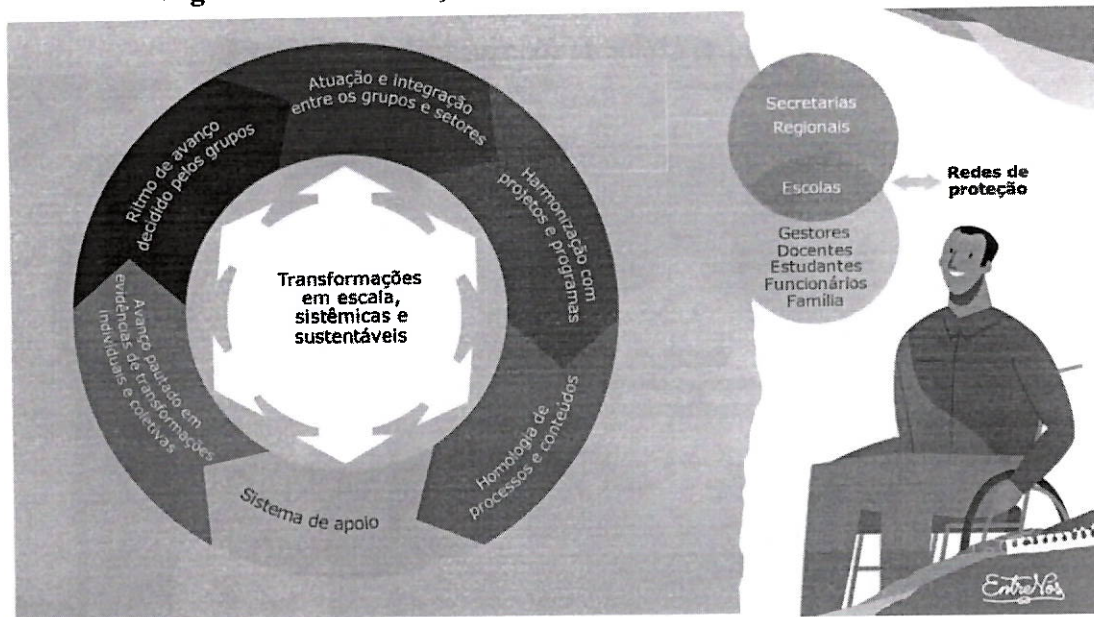 Atuação e integração
entre os grupos e setores
Harmonização com
projetos e programas
Homologia de
processos e conteúdos
Sistema de apoio
Avanço pautado em
evidências de transformações
individuais e coletivas
Ritmo de avanço
decidido pelos grupos
Transformações
em escala,
sistêmicas e
sustentáveis
Secretarias
Regionais
Escolas
Gestores
Docentes
Estudantes
Funcionários
Família
Redes de
proteção
EntreNós